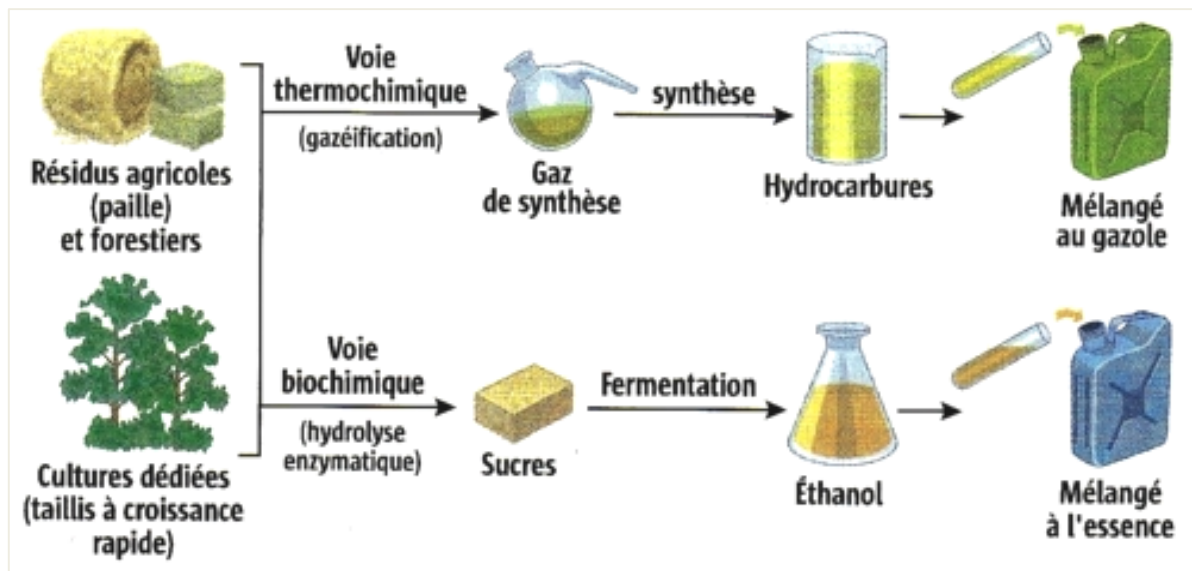 Voie
thermochimique
(gazéification)
synthèse
Résidus agricoles
(paille)
et forestiers
Gaz
de synthèse
Hydrocarbures
Mélangé
au gazole
Voie
biochimique
(hydrolyse
enzymatique)
Fermentation
Cultures dédiées
(taillis à croissance
rapide)
Sucres
Éthanol
Mélangé
à l'essence